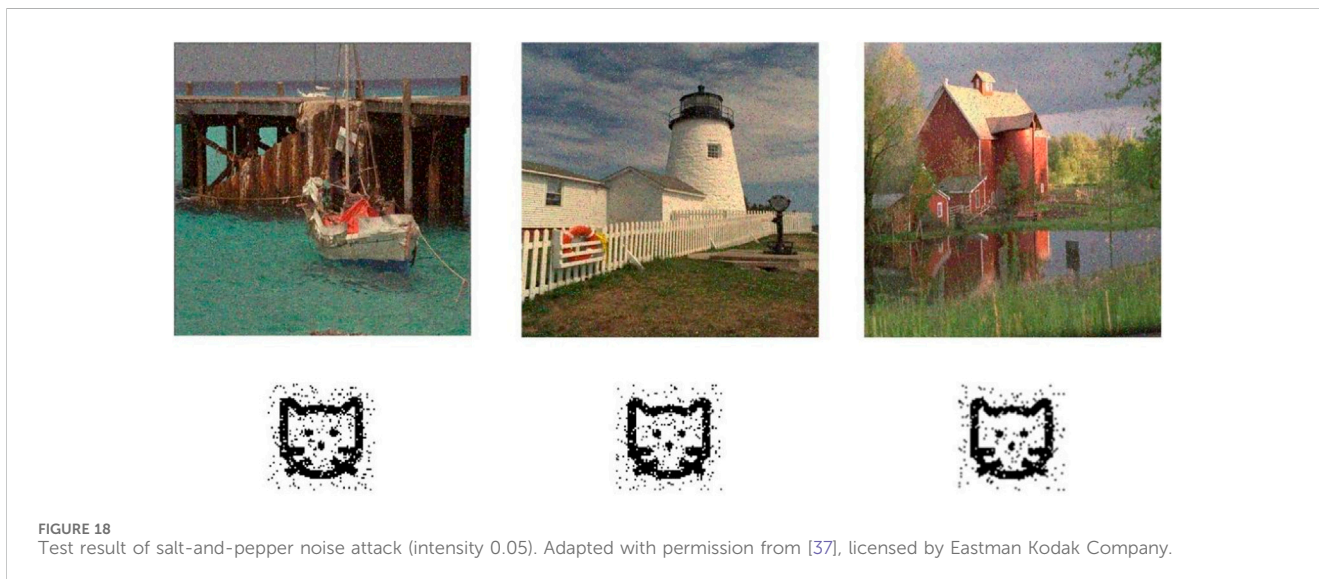 FIGURE 18
Test result of salt-and-pepper noise attack (intensity 0.05). Adapted with permission from [37], licensed by Eastman Kodak Company.